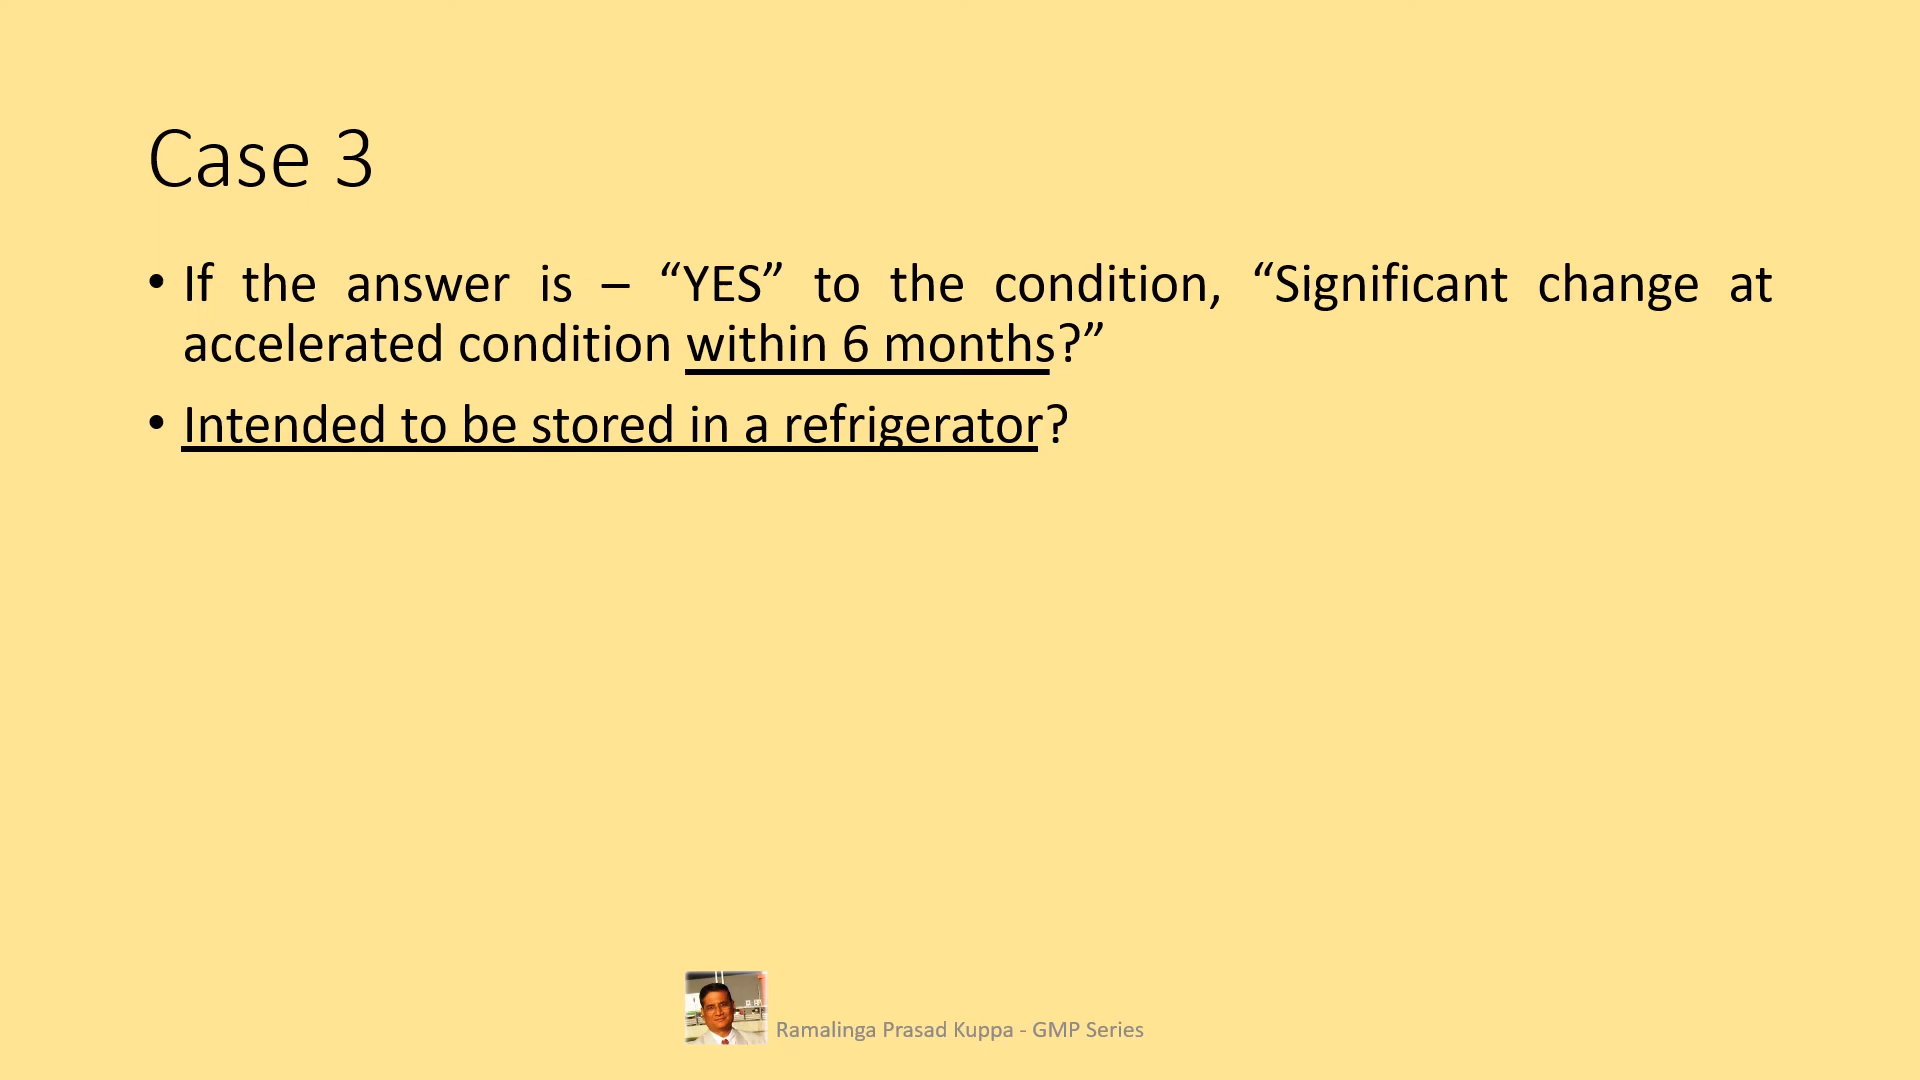 Case 3
• If the answer is – “YES” to the condition, “Significant change at
accelerated condition within 6 months?”
• Intended to be stored in a refrigerator?
Ramalinga Prasad Kuppa - GMP Series